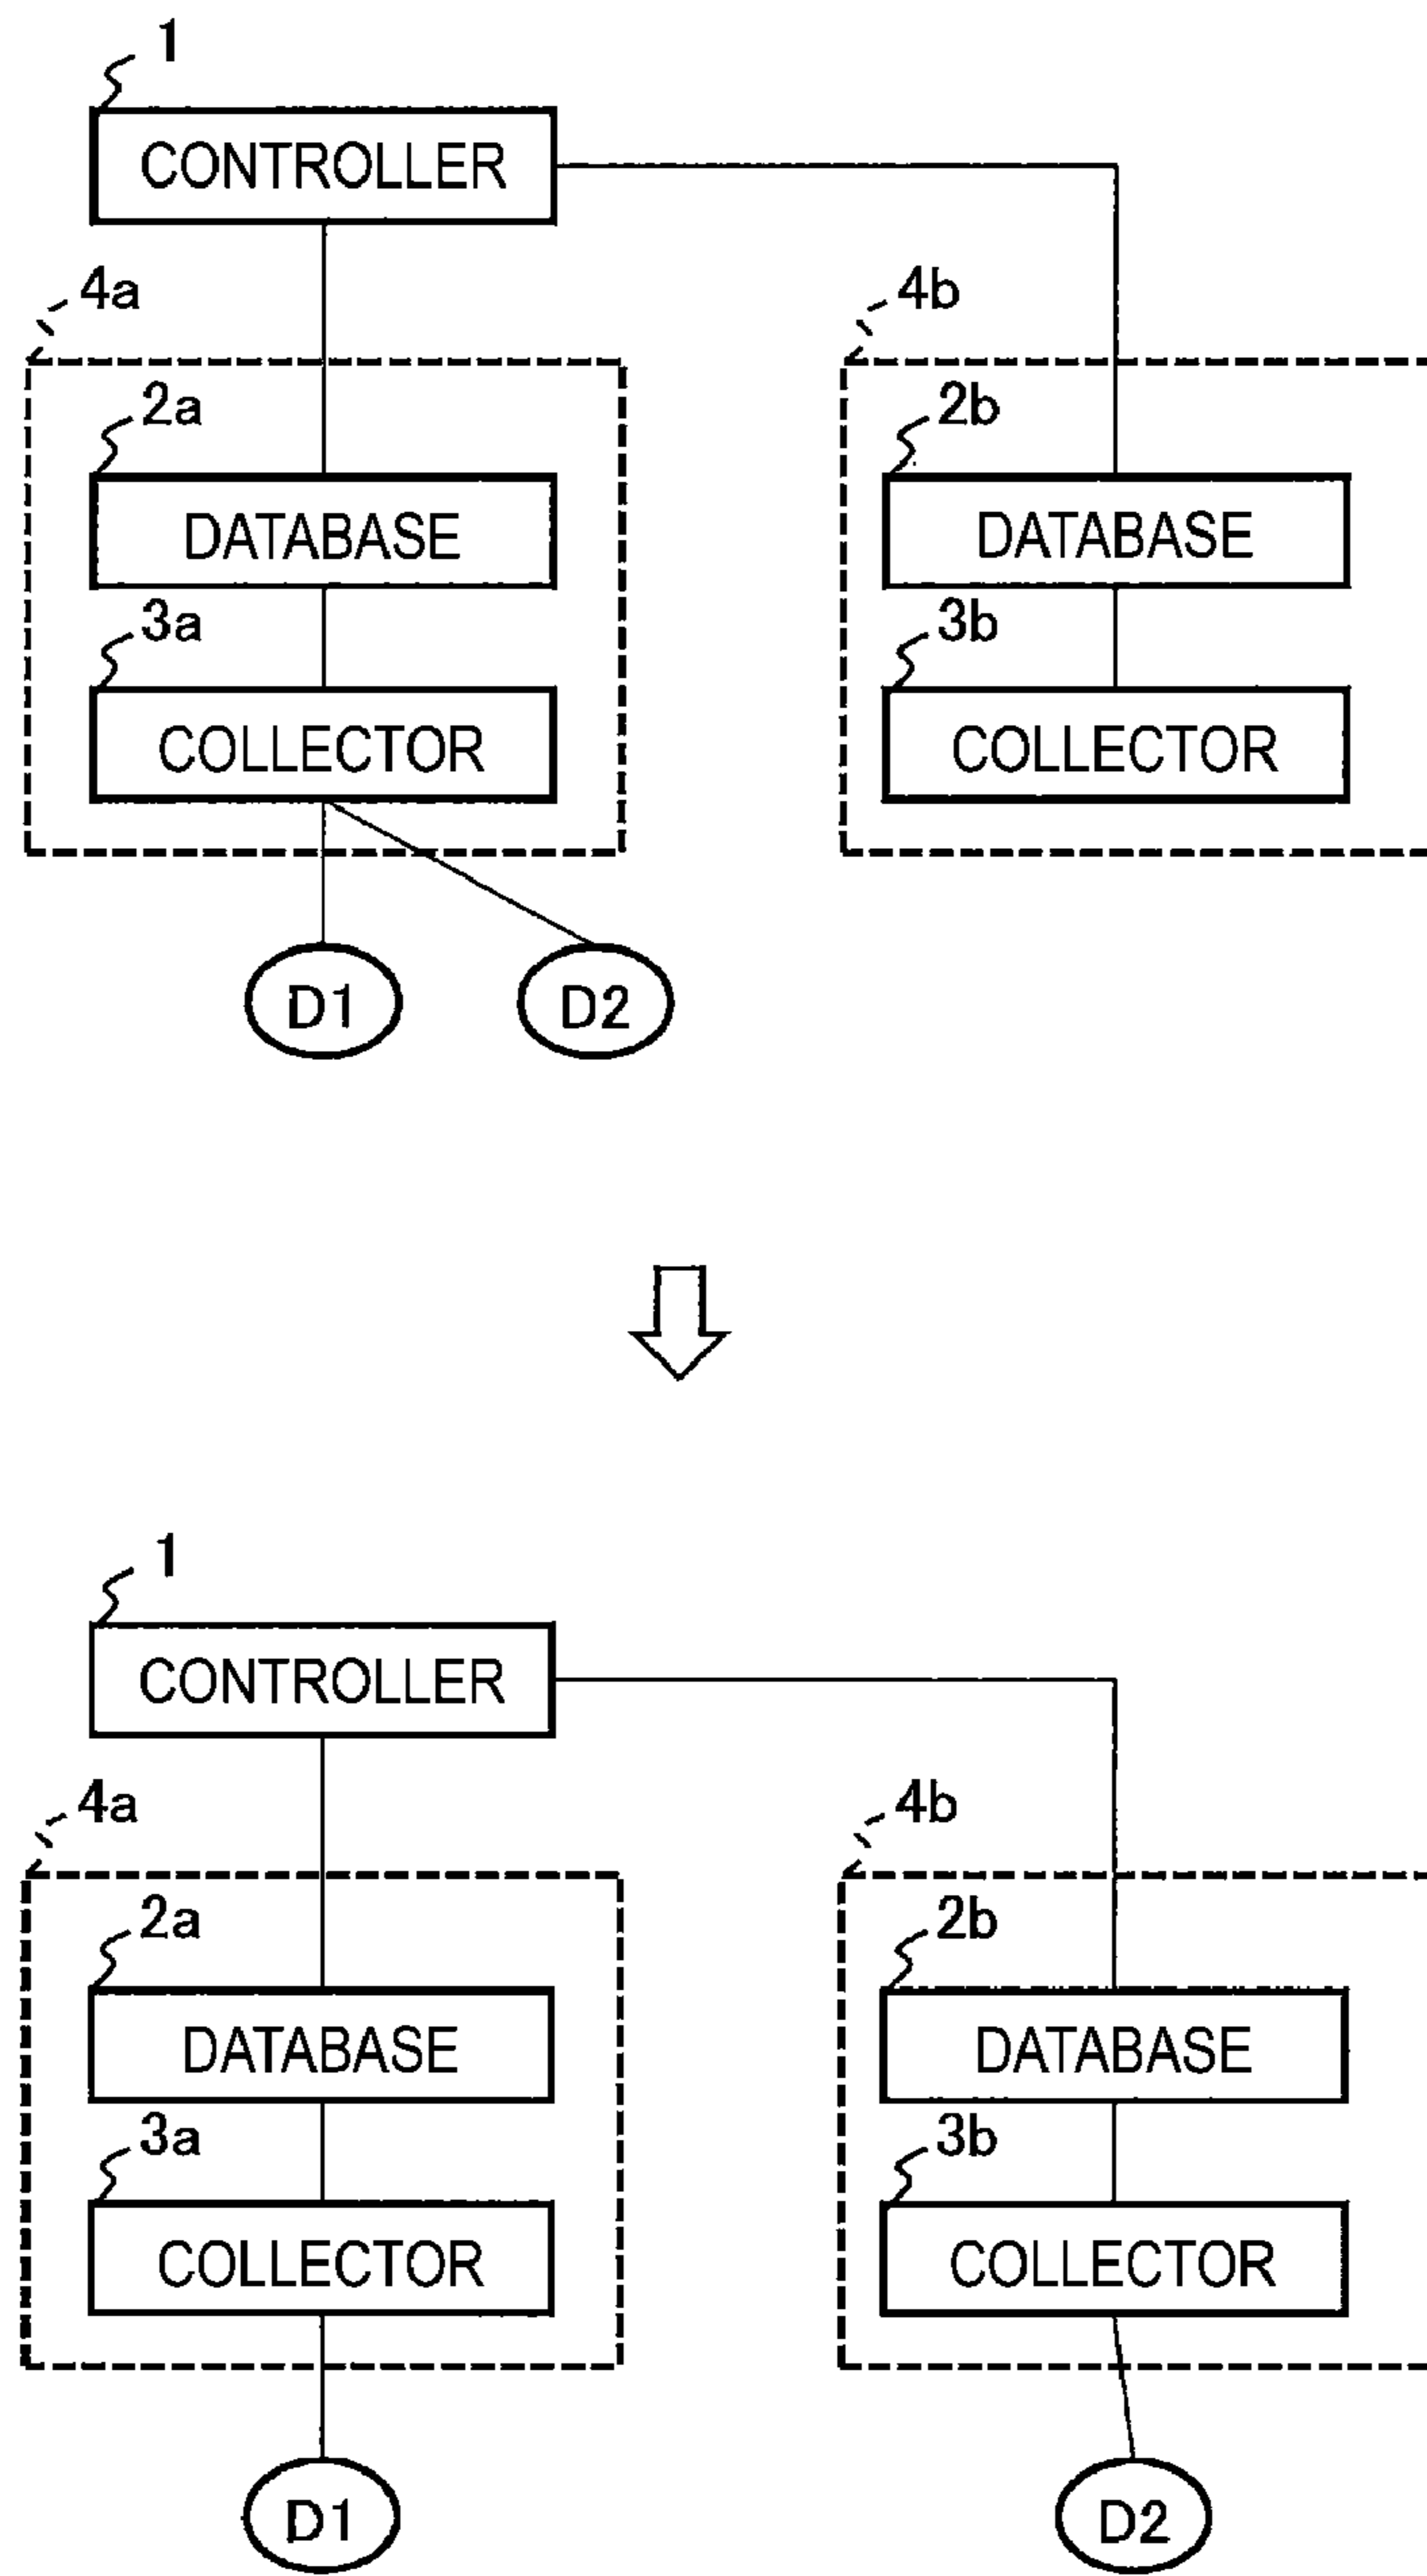 1
CONTROLLER
4a
4b
2a
2b
DATABASE
DATABASE
3a
3b
COLLECTOR
COLLECTOR
D1
D2
1
CONTROLLER
4a
4b
2a
2b
DATABASE
DATABASE
3a
3b
COLLECTOR
COLLECTOR
D1
D2